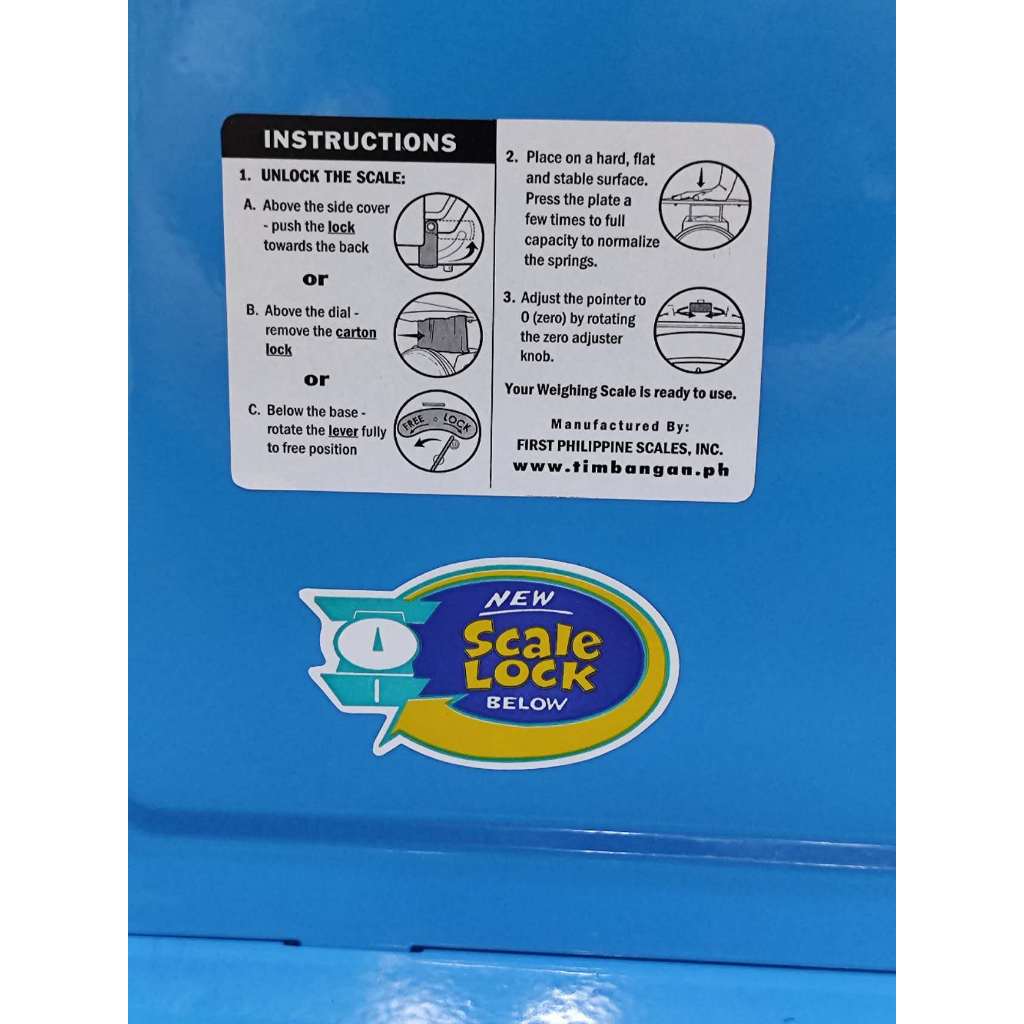 INSTRUCTIONS
1. UNLOCK THE SCALE:
A. Above the side cover
- push the lock
towards the back
or
B. Above the dial -
remove the carton
lock
or
C. Below the base -
rotate the lever fully
to free position
FREE LOCK
2. Place on a hard, flat
and stable surface.
Press the plate a
few times to full
capacity to normalize
the springs.
3. Adjust the pointer to
0 (zero) by rotating
the zero adjuster
knob.
Your Weighing Scale is ready to use.
Manufactured By:
FIRST PHILIPPINE SCALES, INC.
www.timbangan.ph
NEW
Scale
LOCK
BELOW